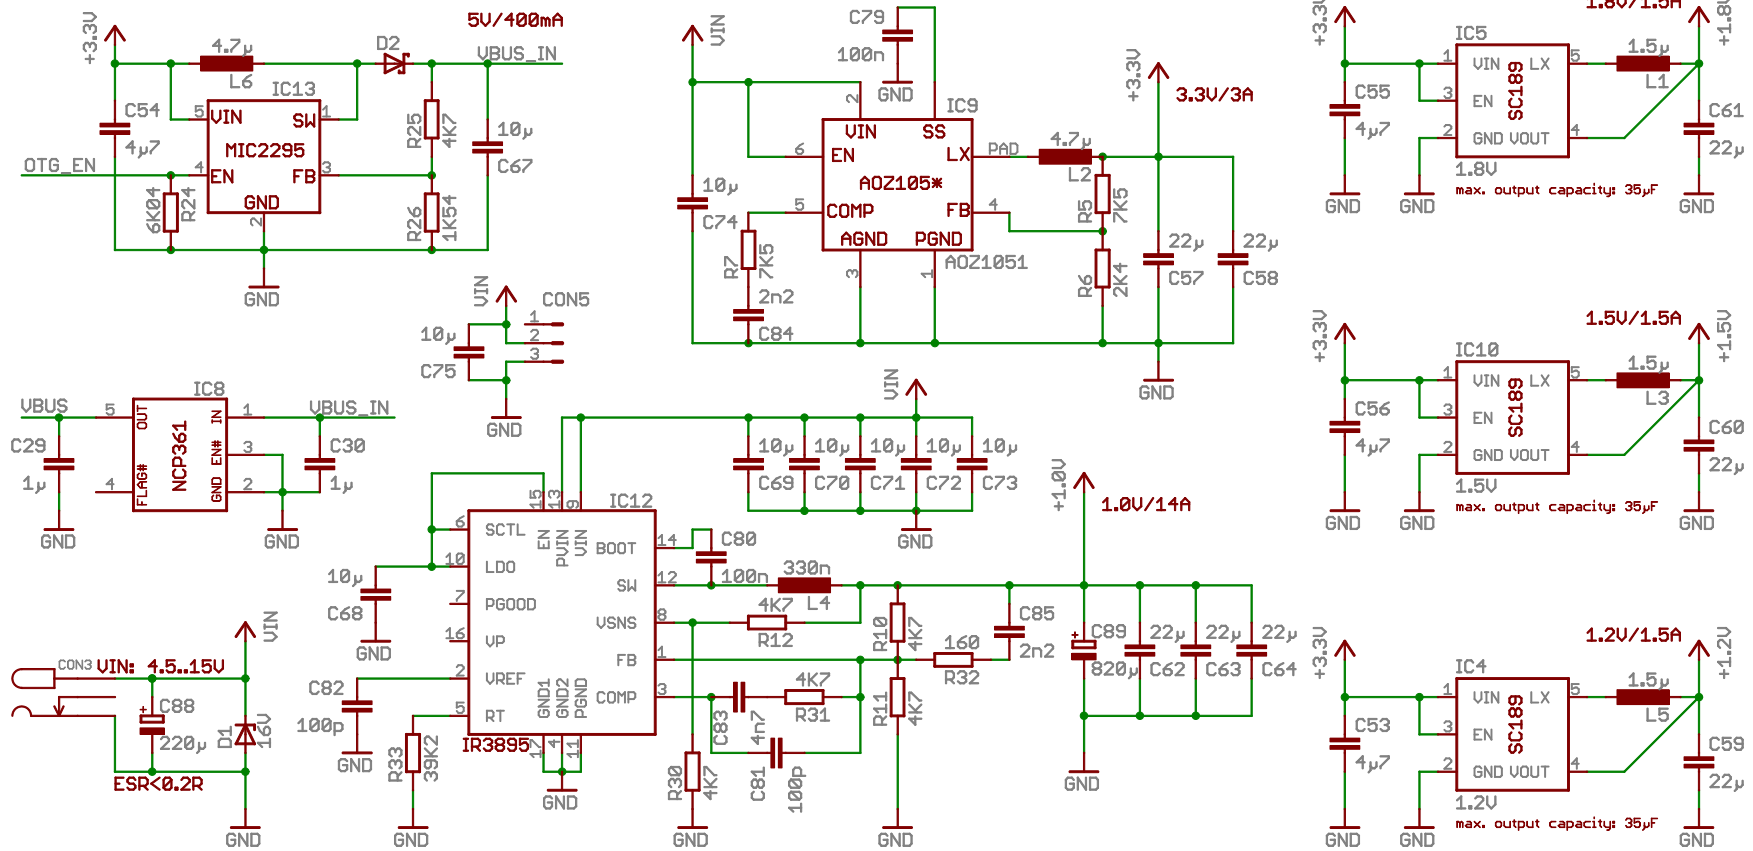 5V/400mA
+3.3V
4.7µ
L6
D2
VBUS_IN
IC13
C54
4µ7
5
VIN
SW
1
MIC2295
OTG_EN
4
EN
FB
3
GND
2
R25
4K7
10µ
C67
6K04
R24
R26
1K54
GND
VIN
C79
100n
GND
2
VIN
SS
IC9
6
EN
LX
PAD
AOZ105*
5
COMP
FB
4
AGND
PGND
3
1
AOZ1051
10µ
C74
R7
7K5
2n2
C84
4.7µ
L2
+3.3V
3.3V/3A
R5
7K5
R6
2K4
22µ
C57
22µ
C58
GND
+3.3V
1.8V/1.5A
+1.8V
IC5
1
VIN
LX
5
3
EN
SC189
2
GND
VOUT
4
1.8V
max. output capacity: 35µF
1.5µ
L1
C55
4µ7
C61
22µ
GND
GND
GND
VIN
CON5
1
2
3
10µ
C75
GND
IC8
VBUS
5
OUT
IN
1
VBUS_IN
NCP361
3
EN#
4
FLAG#
GND
2
C29
1µ
C30
1µ
GND
GND
+3.3V
1.5V/1.5A
+1.5V
IC10
1
VIN
LX
5
3
EN
SC189
2
GND
VOUT
4
1.5V
max. output capacity: 35µF
1.5µ
L3
C56
4µ7
C60
22µ
GND
GND
GND
VIN
10µ
C69
10µ
C70
10µ
C71
10µ
C72
10µ
C73
GND
IC12
15
13
9
6
SCTL
EN
PVIN
VIN
BOOT
14
10
LDO
SW
12
7
PGOOD
VSNS
8
16
VP
FB
1
2
VREF
COMP
3
5
RT
GND1
GND2
PGND
17
4
11
IR3895
GND
10µ
C68
GND
C82
100p
GND
R33
39K2
GND
C80
100n
330n
L4
4K7
R12
+1.0V
1.0V/14A
R10
4K7
160
R32
C85
2n2
C89
820µ
22µ
C62
22µ
C63
22µ
C64
GND
R11
4K7
GND
C83
4n7
4K7
R31
C81
100p
R30
4K7
GND
VIN
CON3
VIN: 4.5..15V
C88
220µ
D1
16V
ESR<0.2R
GND
+3.3V
1.2V/1.5A
+1.2V
IC4
1
VIN
LX
5
3
EN
SC189
2
GND
VOUT
4
1.2V
max. output capacity: 35µF
1.5µ
L5
C53
4µ7
C59
22µ
GND
GND
GND